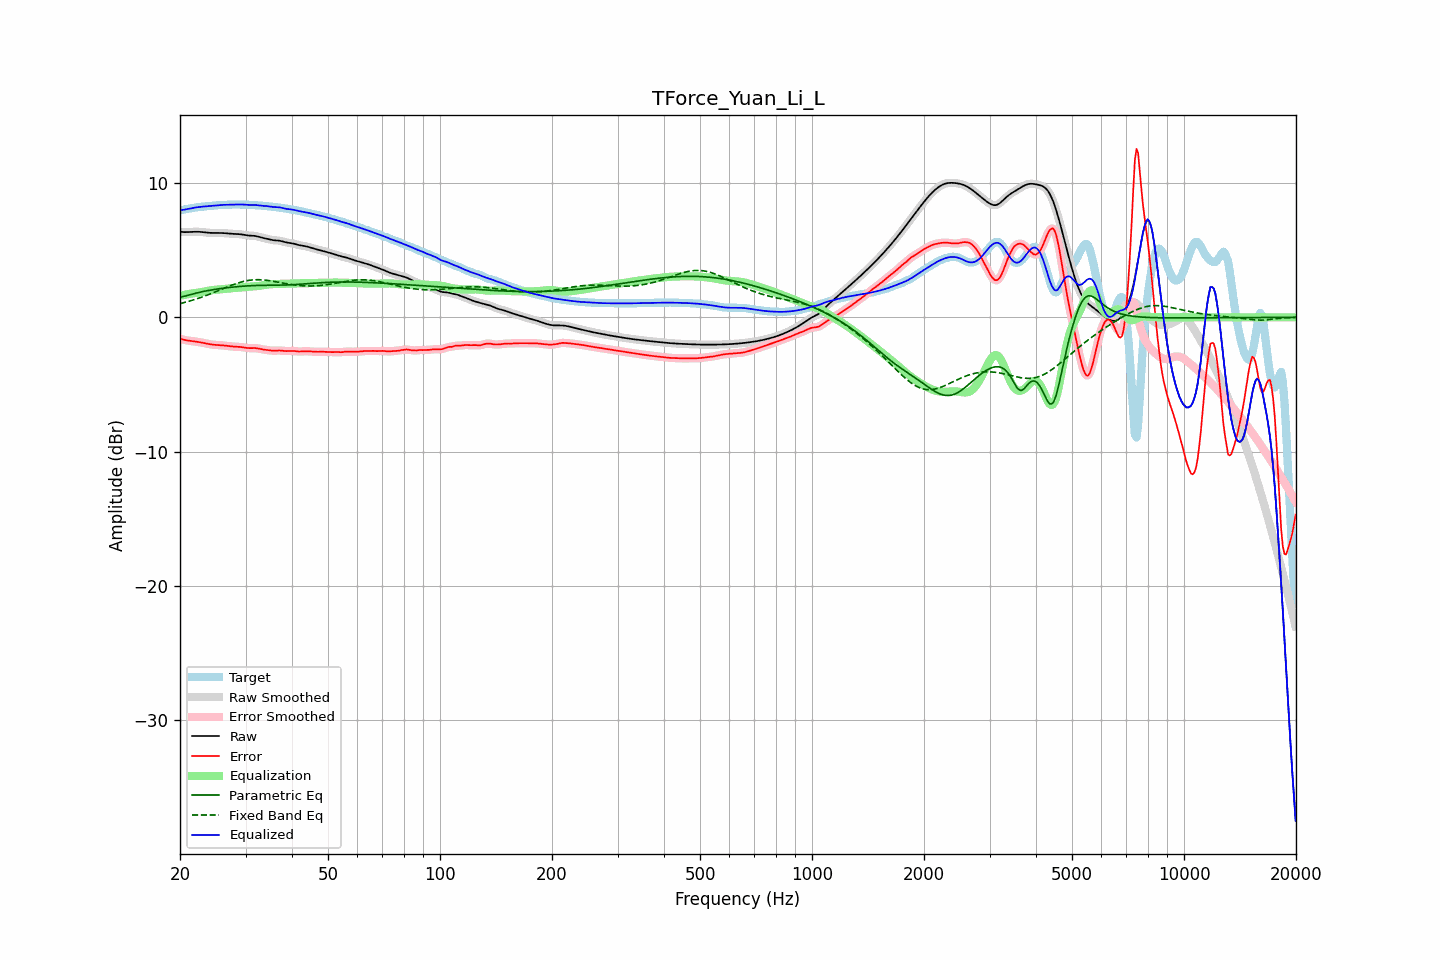 TForce_Yuan_Li_L
Amplitude (dBr)
10
0
−10
−20
−30
Target
Raw Smoothed
Error Smoothed
Raw
Error
Equalization
Parametric Eq
Fixed Band Eq
Equalized
20 50 100 200 500 1000 2000 5000 10000 20000
Frequency (Hz)